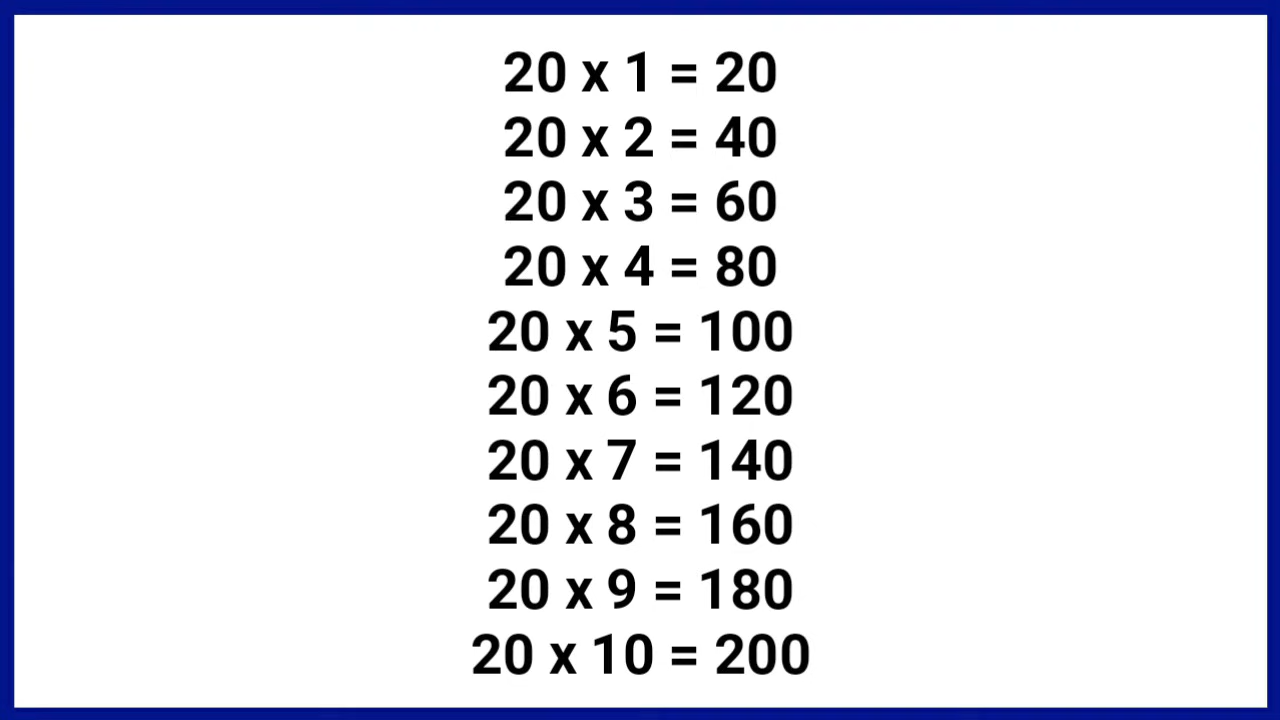 20 x 1 = 20
20 x 2 = 40
20 x 3 = 60
20 x 4 = 80
20 x 5 = 100
20 x 6 = 120
20 x 7 = 140
20 x 8 = 160
20 x 9 = 180
20 x 10 = 200